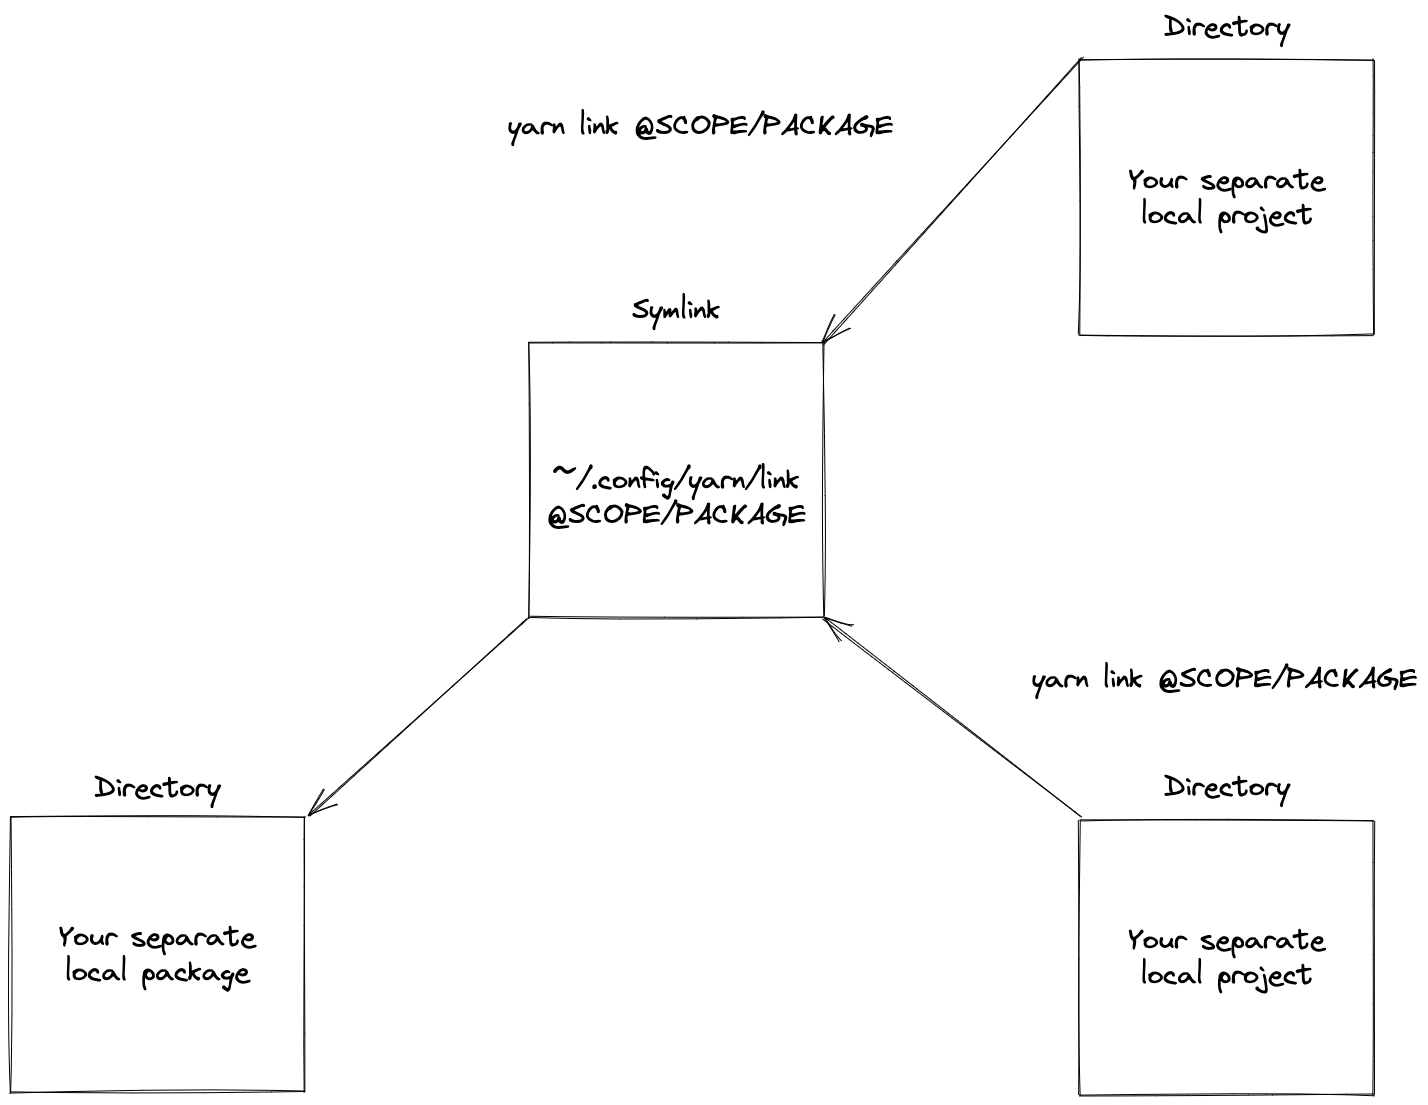 Directory
yarn link @SCOPE/PACKAGE
Your separate
local project
Symlink
~/.config/yarn/link
@SCOPE/PACKAGE
yarn link @SCOPE/PACKAGE
Directory
Directory
Your separate
local package
Your separate
local project